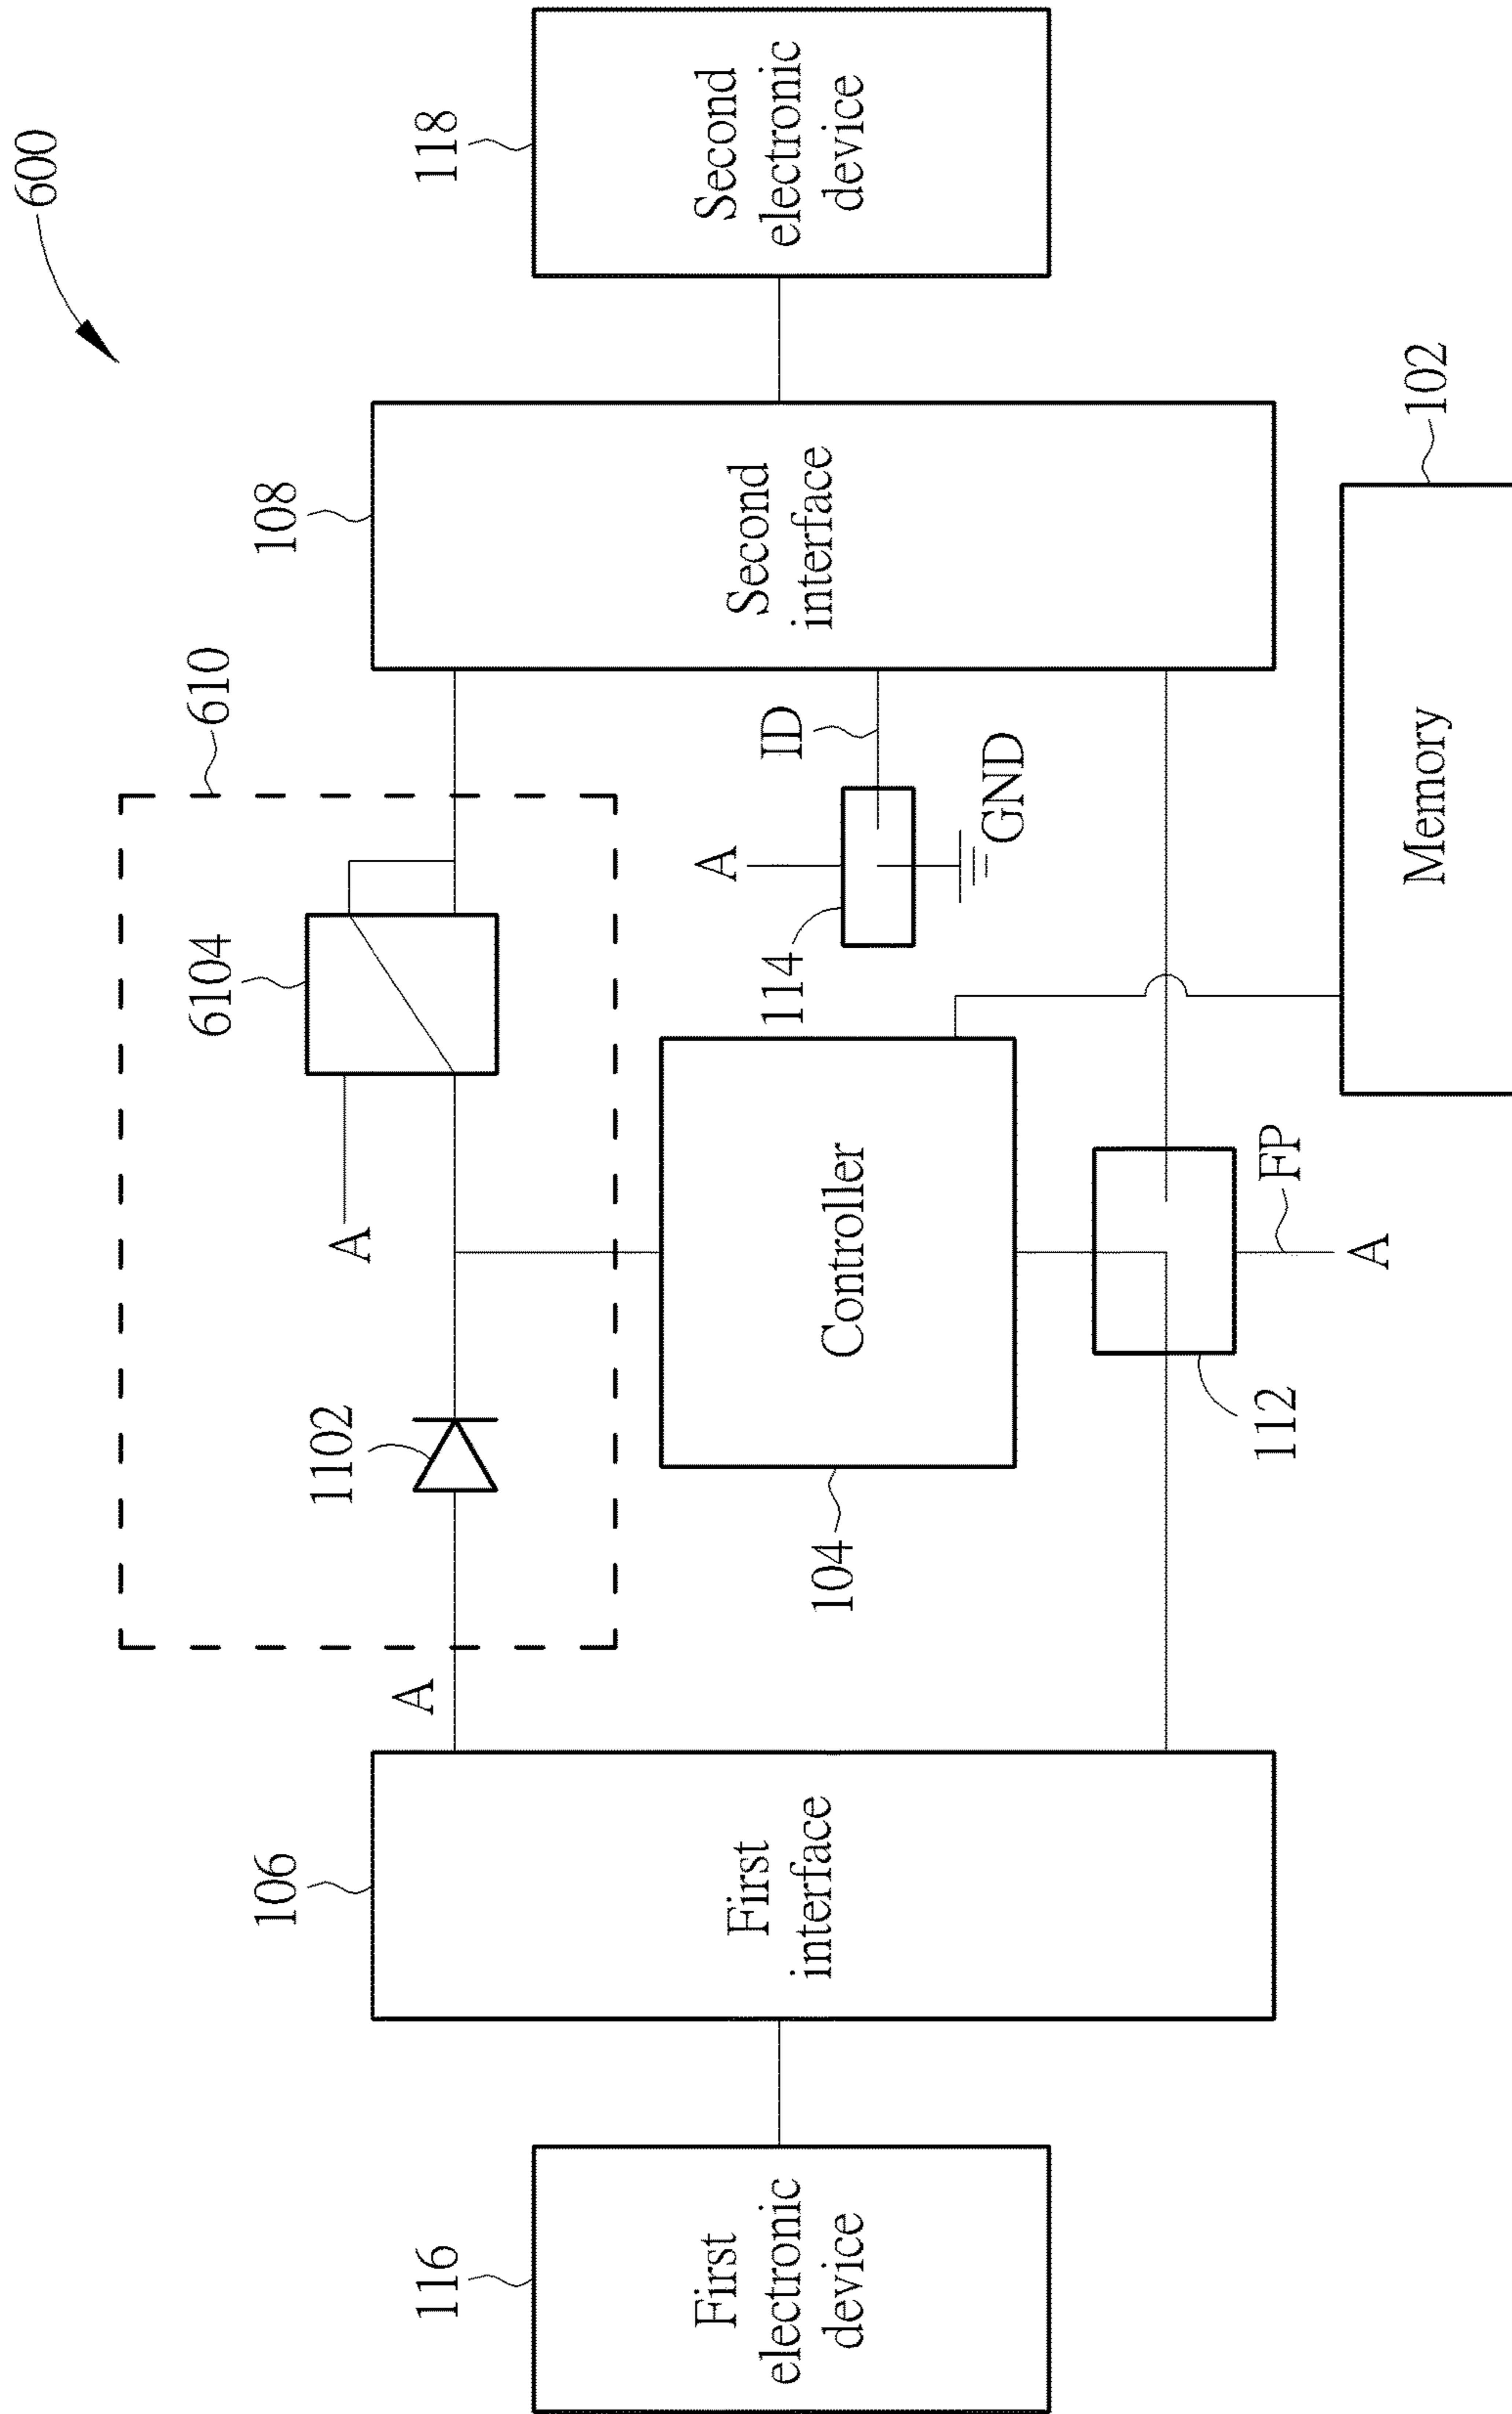 600
610
6104
A
1102
A
116
First
electronic
device
106
First
interface
104
Controller
114
A
ID
GND
108
Second
interface
118
Second
electronic
device
112
FP
A
Memory
102